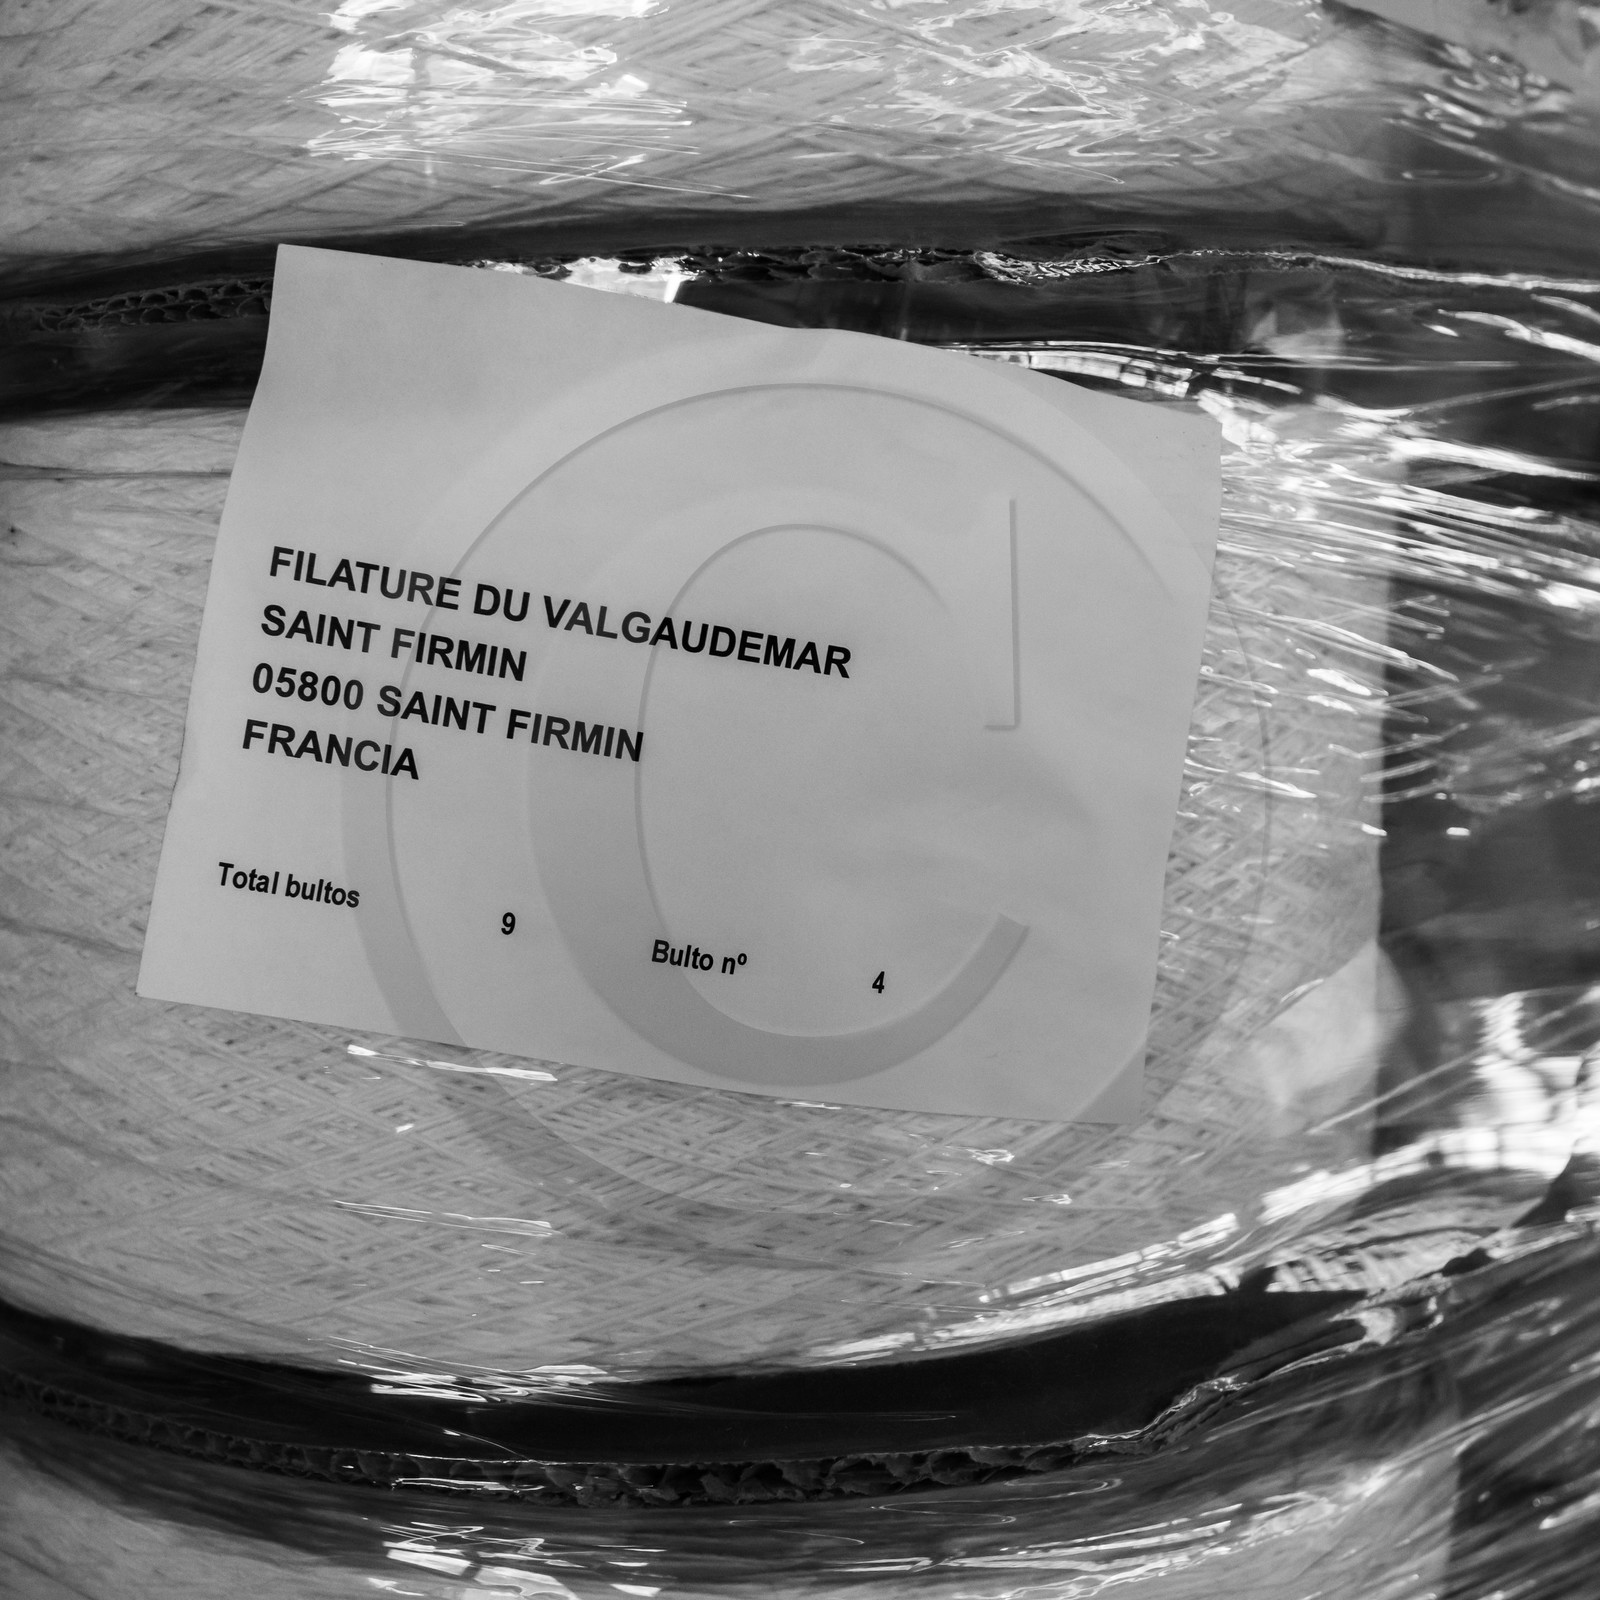 FILATURE DU VALGAUDEMAR
SAINT FIRMIN
05800 SAINT FIRMIN
FRANCIA
Total bultos 9 Bulto nº 4